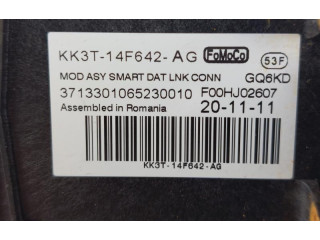 KK3T-14F642-AG FoMoCo 53F
MOD ASY SMART DAT LNK CONN GQ6KD
3713301065230010 F00HJ02607
Assembled in Romania 20-11-11
KK3T-14F642-AG